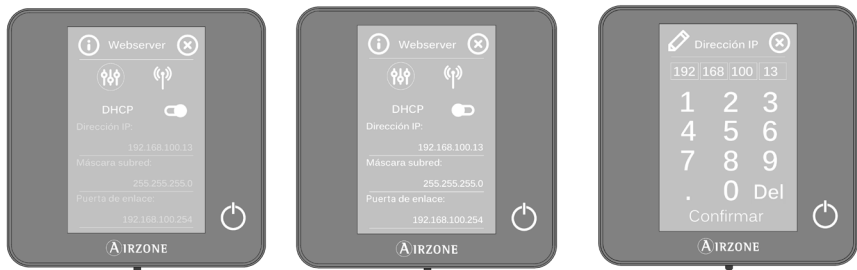 Webserver
DHCP
Dirección IP:
192.168.100.13
Máscara subred:
255.255.255.0
Puerta de enlace:
192.168.100.254
AIRZONE
Webserver
DHCP
Dirección IP:
192.168.100.13
Máscara subred:
255.255.255.0
Puerta de enlace:
192.168.100.254
AIRZONE
Dirección IP
192 168 100 13
1 2 3
4 5 6
7 8 9
. 0 Del
Confirmar
AIRZONE